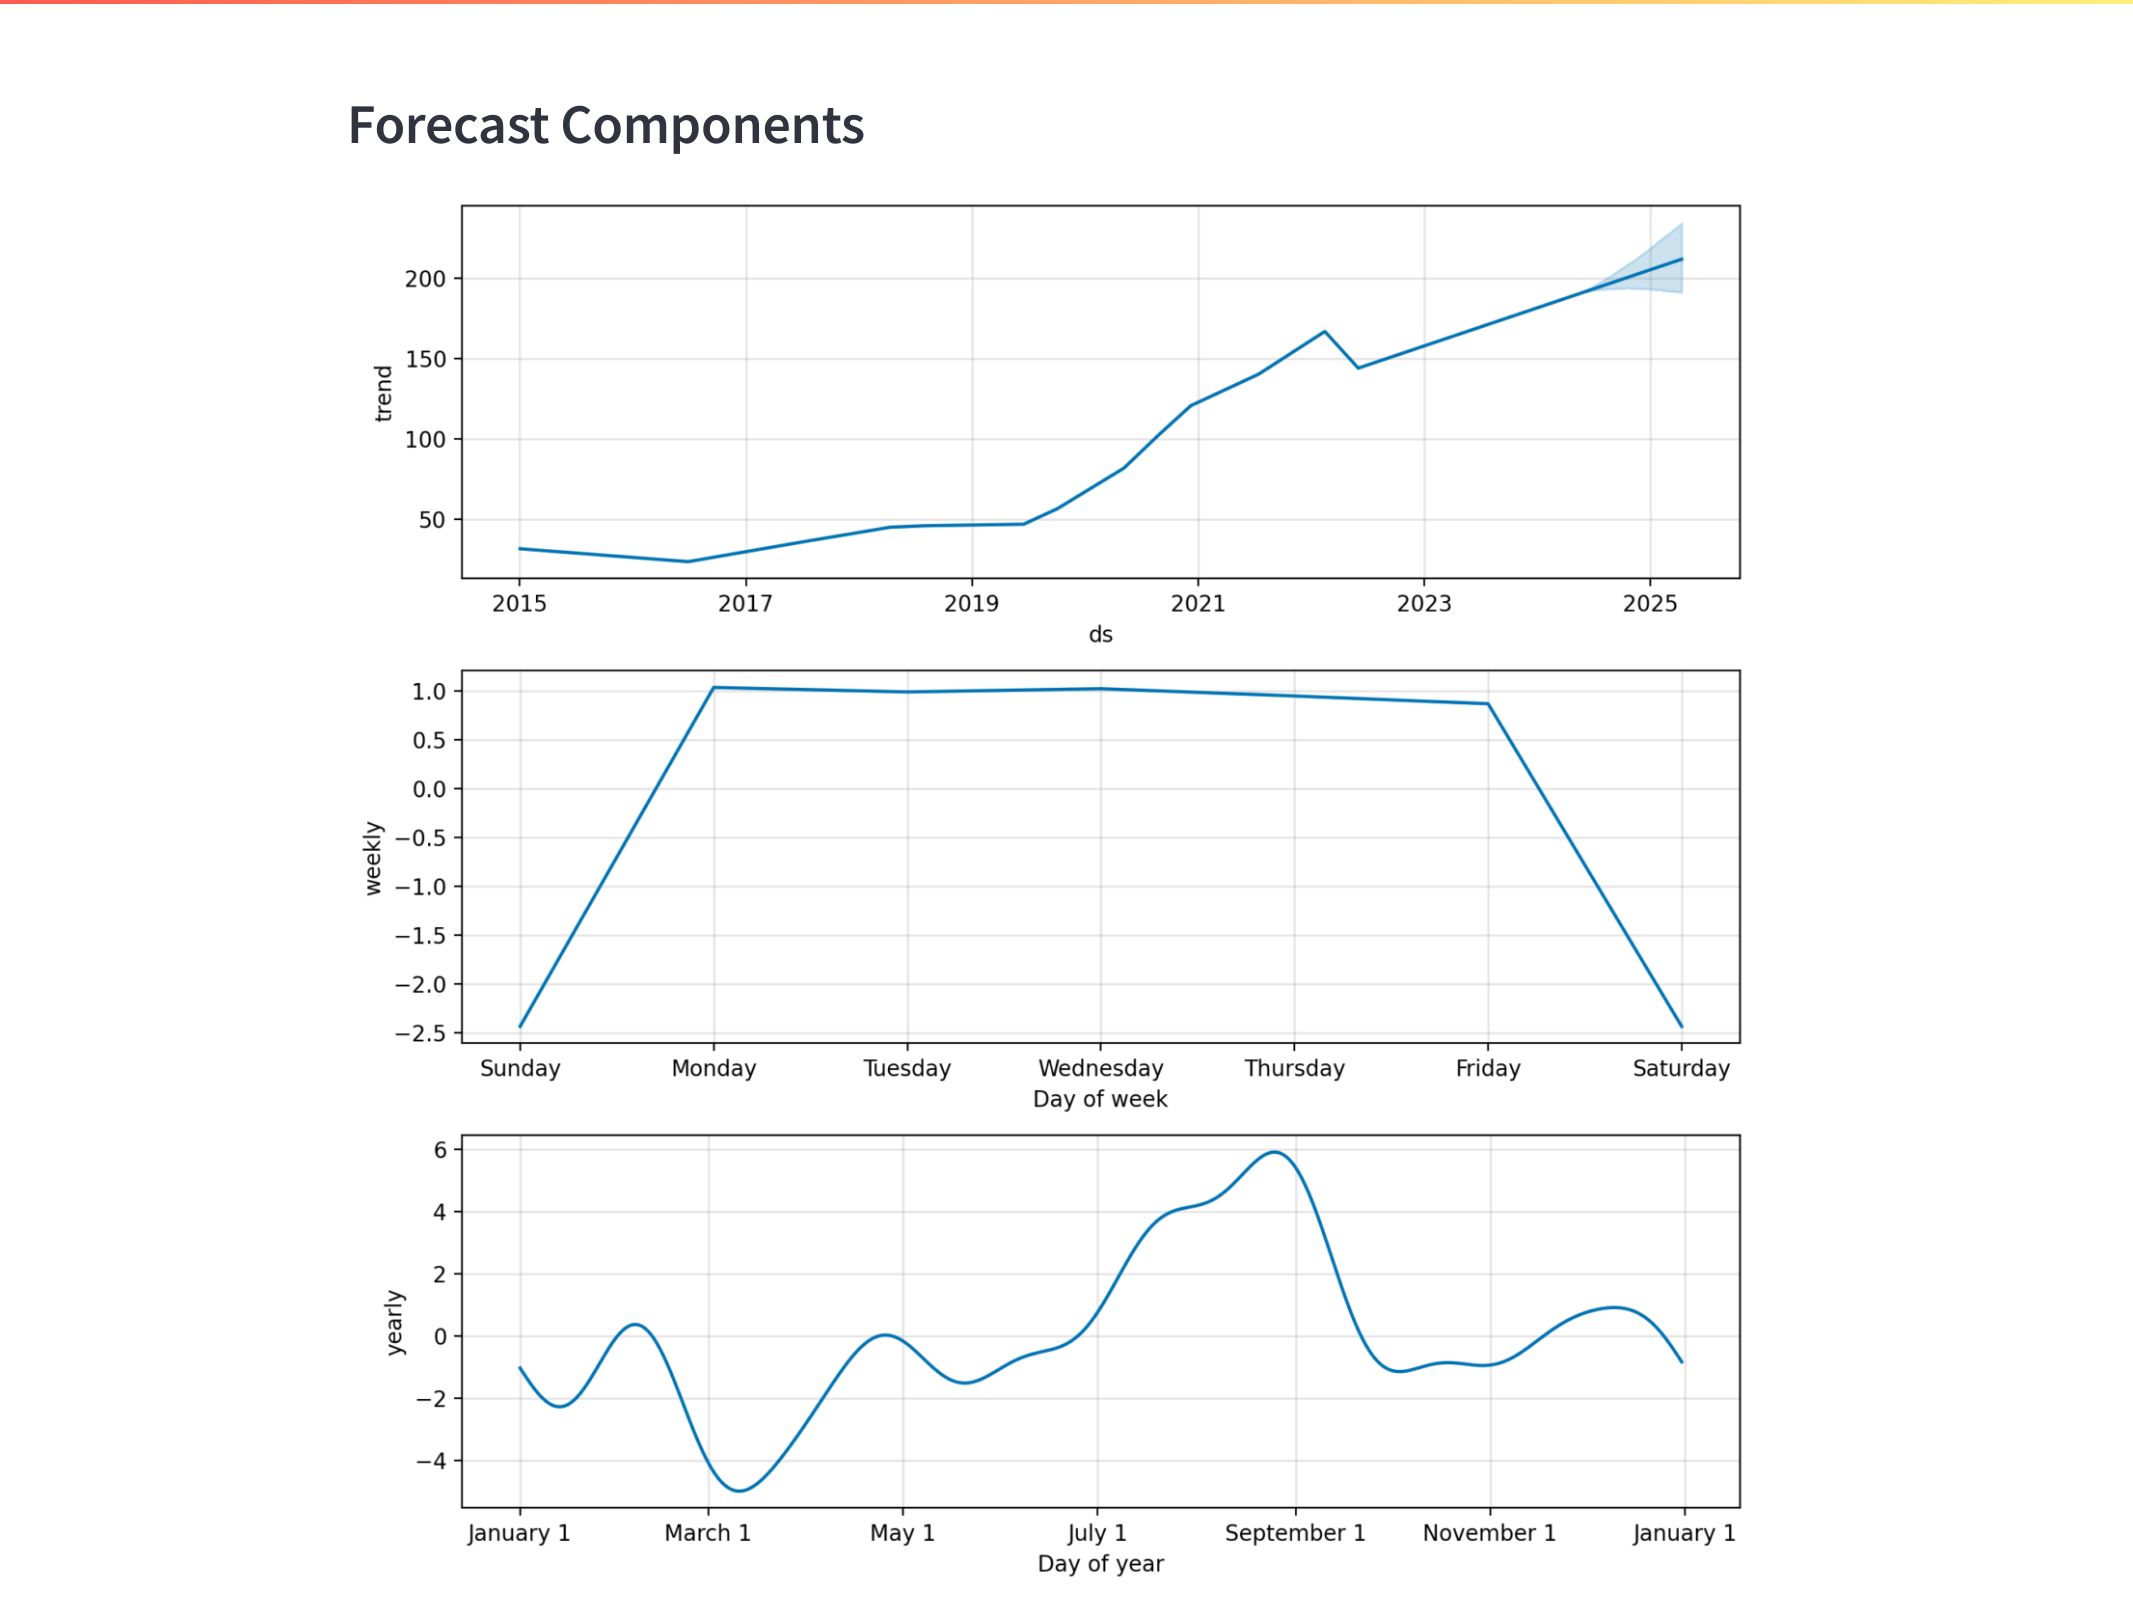 Forecast Components
200
150
100
50
trend
2015 2017 2019 2021 2023 2025
ds
1.0
0.5
0.0
−0.5
−1.0
−1.5
−2.0
−2.5
weekly
Sunday Monday Tuesday Wednesday Thursday Friday Saturday
Day of week
6
4
2
0
−2
−4
yearly
January 1 March 1 May 1 July 1 September 1 November 1 January 1
Day of year